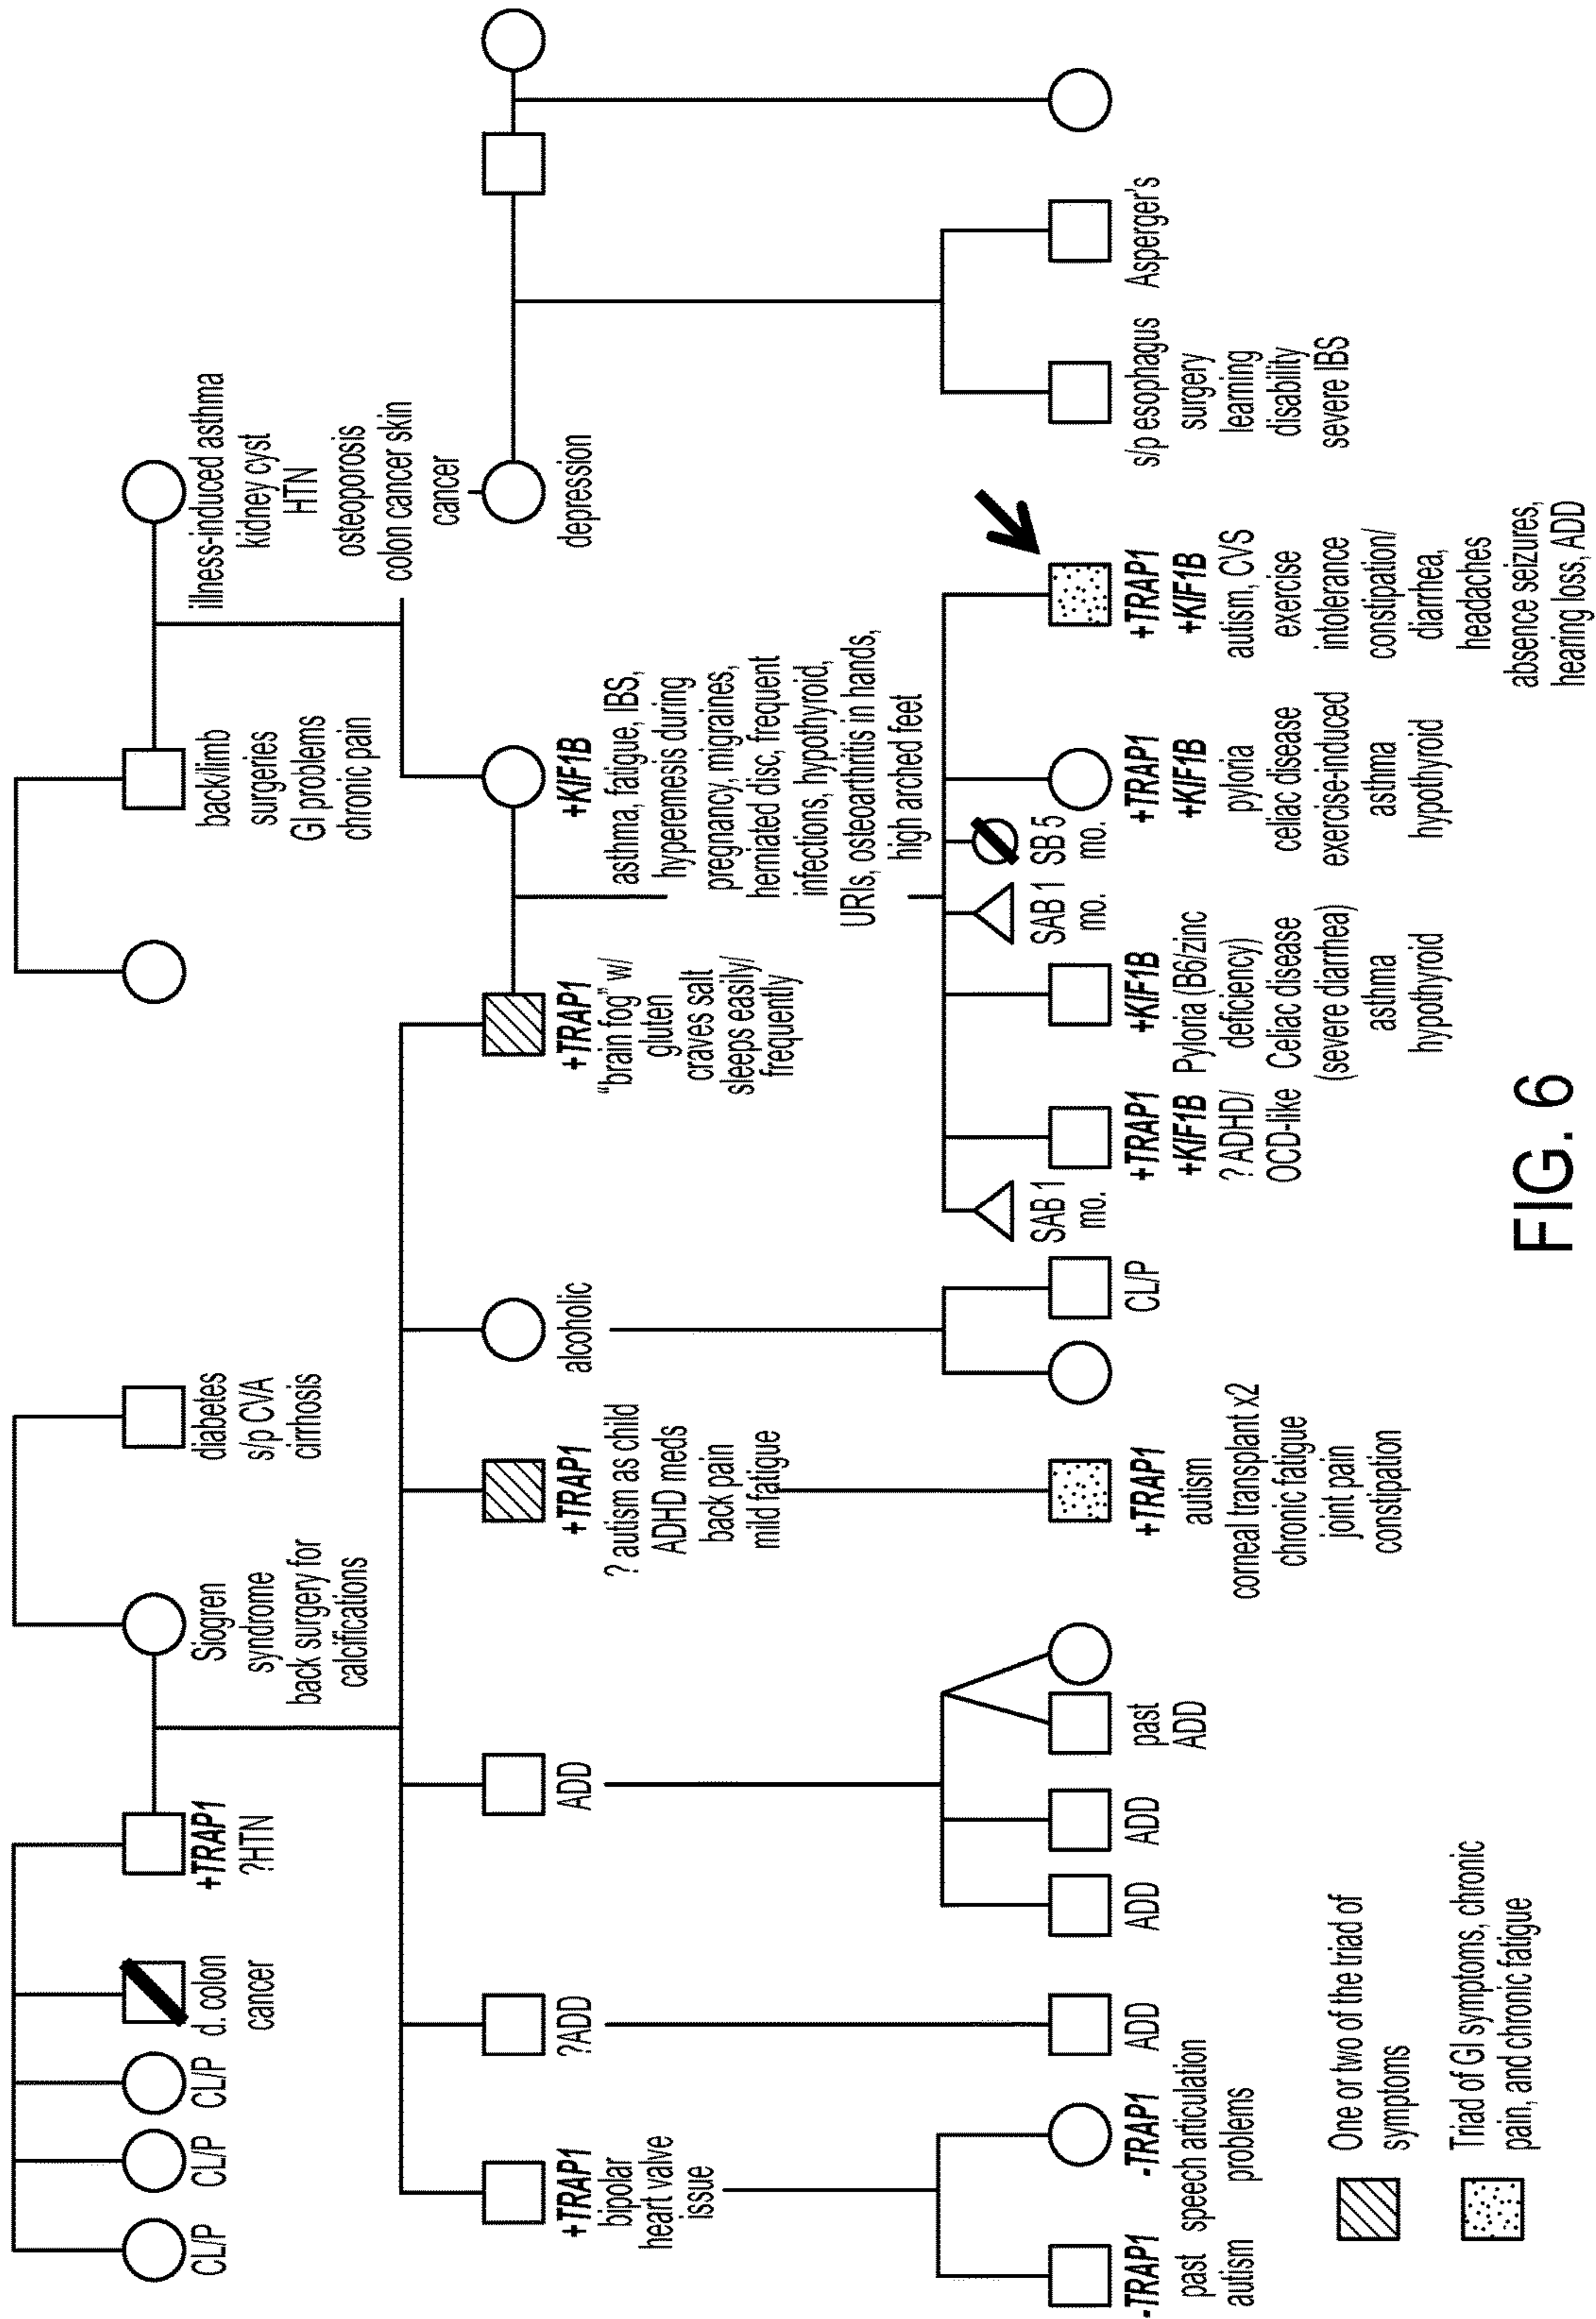 CL/P
CL/P
CL/P
d. colon
cancer
+TRAP1
?HTN
Siogren
syndrome
back surgery for
calcifications
diabetes
s/p CVA
cirrhosis
back/limb
surgeries
GI problems
chronic pain
illness-induced asthma
kidney cyst
HTN
osteoporosis
colon cancer skin
cancer
+TRAP1
bipolar
heart valve
issue
?ADD
ADD
+TRAP1
? autism as child
ADHD meds
back pain
mild fatigue
alcoholic
+TRAP1
"brain fog" w/
gluten
craves salt
sleeps easily/
frequently
+KIF1B
asthma, fatigue, IBS,
hyperemesis during
pregnancy, migraines,
herniated disc, frequent
infections, hypothyroid,
URIs, osteoarthritis in hands,
high arched feet
depression
-TRAP1
past
autism
-TRAP1
speech articulation
problems
ADD
ADD
ADD
past
ADD
+TRAP1
autism
corneal transplant x2
chronic fatigue
joint pain
constipation
CL/P
SAB 1
mo.
+TRAP1
+KIF1B
? ADHD/
OCD-like
+KIF1B
Pyloria (B6/zinc
deficiency)
Celiac disease
(severe diarrhea)
asthma
hypothyroid
SAB 1
mo.
SB 5
mo.
+TRAP1
+KIF1B
pyloria
celiac disease
exercise-induced
asthma
hypothyroid
+TRAP1
+KIF1B
autism, CVS
exercise
intolerance
constipation/
diarrhea,
headaches
absence seizures,
hearing loss, ADD
s/p esophagus
surgery
learning
disability
severe IBS
Asperger's
One or two of the triad of
symptoms
Triad of GI symptoms, chronic
pain, and chronic fatigue
FIG. 6